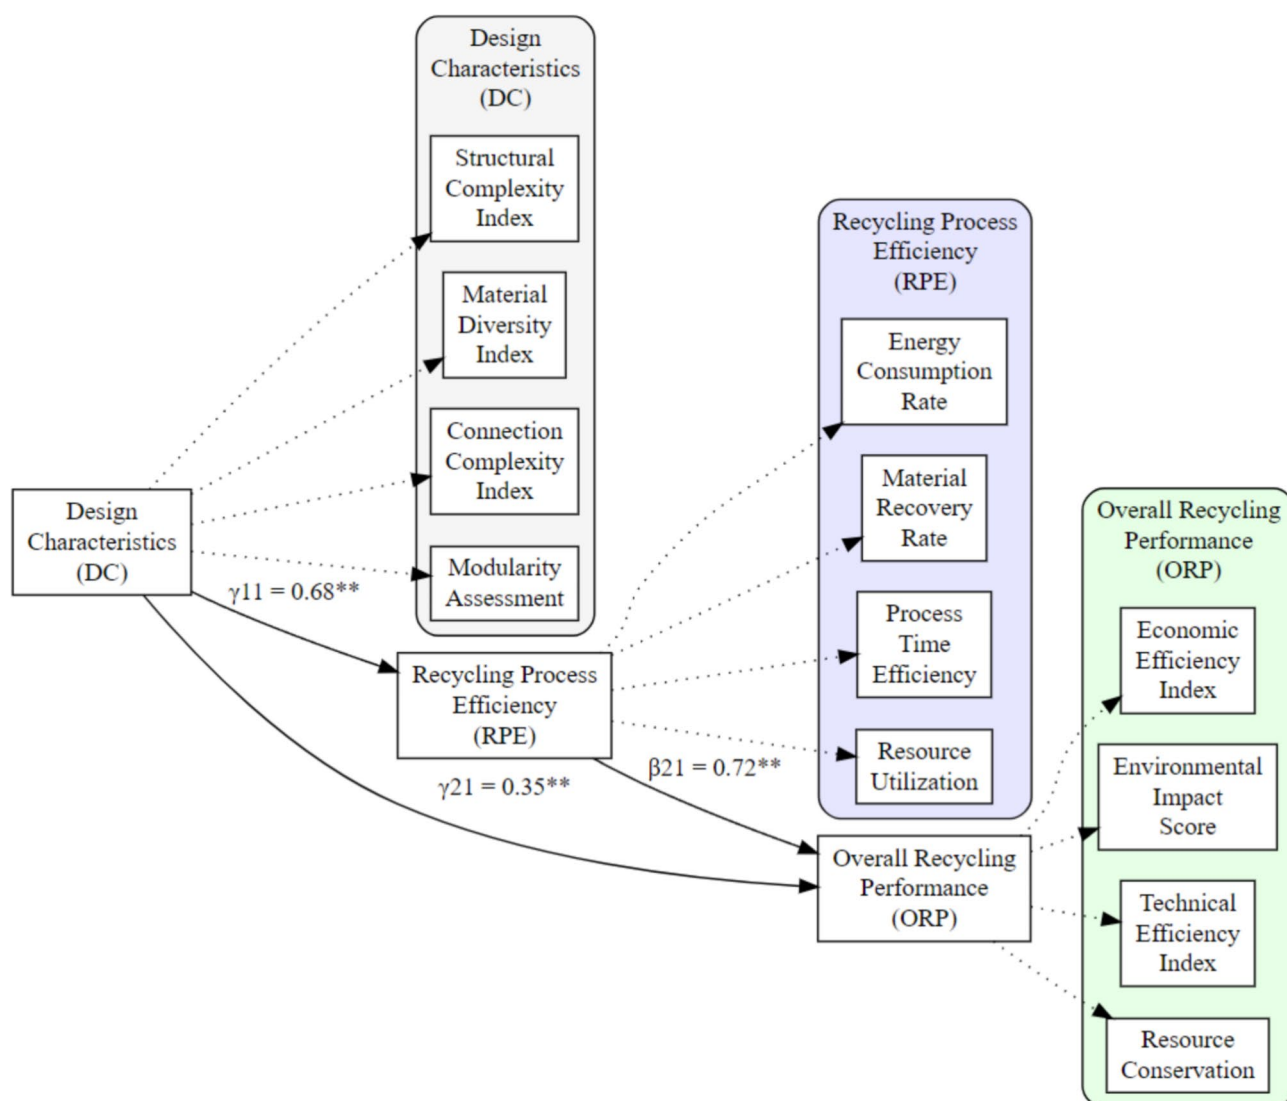 Design
Characteristics
(DC)
Structural
Complexity
Index
Material
Diversity
Index
Connection
Complexity
Index
Modularity
Assessment
Design
Characteristics
(DC)
γ11 = 0.68**
γ21 = 0.35**
Recycling Process
Efficiency
(RPE)
Energy
Consumption
Rate
Material
Recovery
Rate
Process
Time
Efficiency
Resource
Utilization
Recycling Process
Efficiency
(RPE)
β21 = 0.72**
Overall Recycling
Performance
(ORP)
Overall Recycling
Performance
(ORP)
Economic
Efficiency
Index
Environmental
Impact
Score
Technical
Efficiency
Index
Resource
Conservation